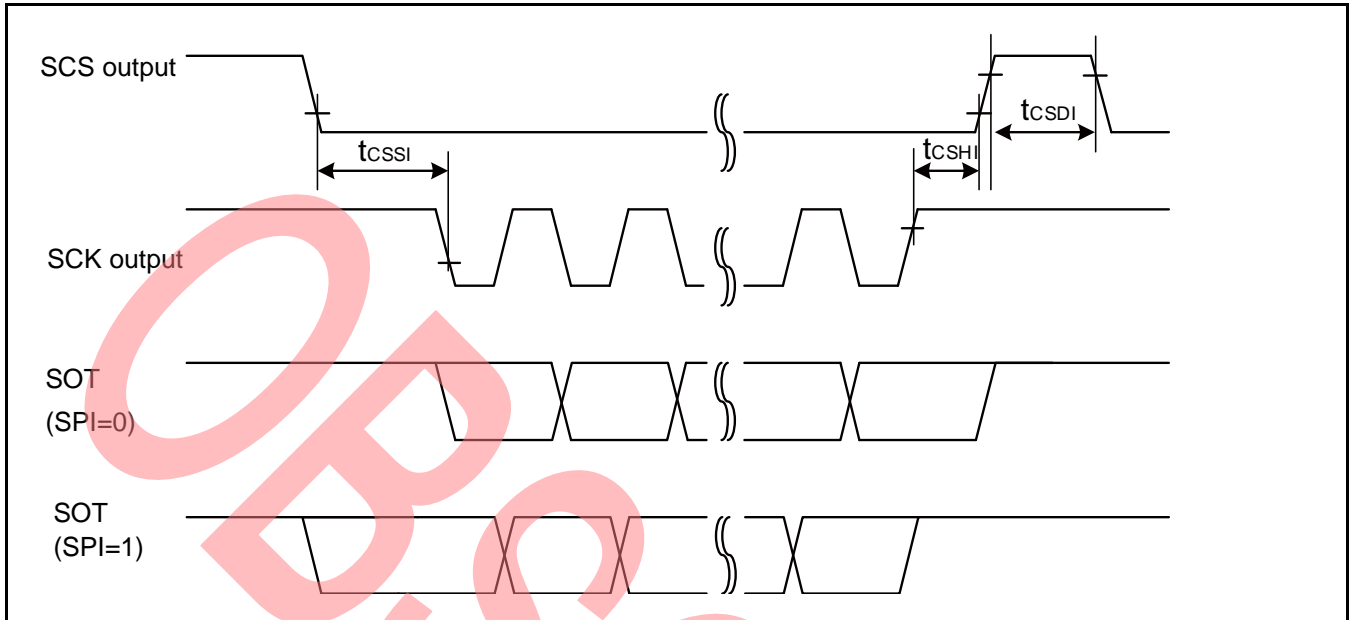 SCS output
tCSDI
tCSSI
tCSHI
SCK output
SOT
(SPI=0)
SOT
(SPI=1)